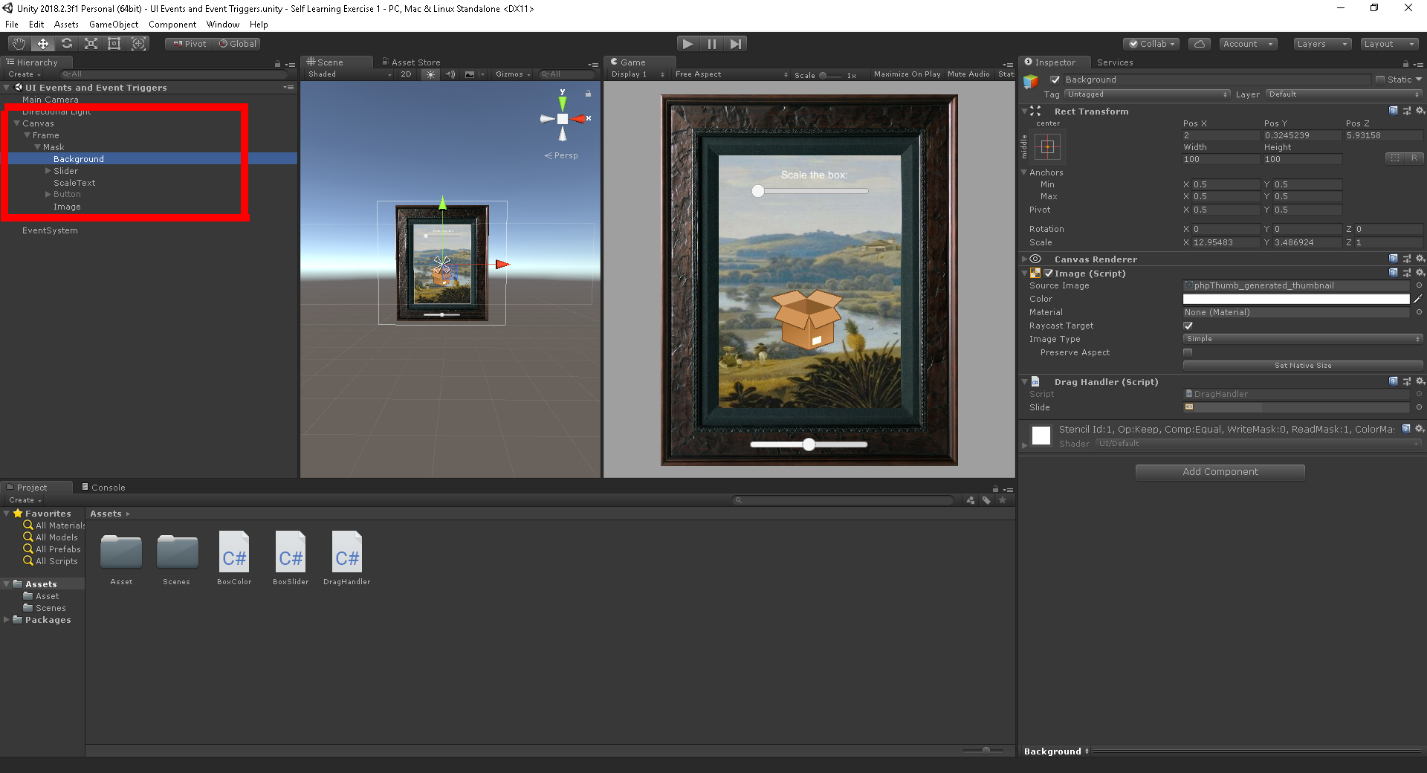 Unity 2018.2.3f1 Personal (64bit) - UI Events and Event Triggers.unity - Self Learning Exercise 1 - PC, Mac & Linux Standalone <DX11>
File Edit Assets GameObject Component Window Help
Pivot Global
Collab Account Layers Layout
Hierarchy
Create All
UI Events and Event Triggers
Main Camera
Directional Light
Canvas
Frame
Mask
Background
Slider
ScaleText
Button
Image
EventSystem
Scene Asset Store
Shaded 2D Gizmos All
y
x
Persp
Game
Display 1 Free Aspect Scale 1x Maximize On Play Mute Audio Stat
Scale the box:
Inspector Services
Background Static
Tag Untagged Layer Default
Rect Transform
center
middle
Pos X Pos Y Pos Z
2 0.3245239 5.93158
Width Height
100 100
R
Anchors
Min X 0.5 Y 0.5
Max X 0.5 Y 0.5
Pivot X 0.5 Y 0.5
Rotation X 0 Y 0 Z 0
Scale X 12.95483 Y 3.486924 Z 1
Canvas Renderer
Image (Script)
Source Image phpThumb_generated_thumbnail
Color
Material None (Material)
Raycast Target
Image Type Simple
Preserve Aspect
Set Native Size
Drag Handler (Script)
Script DragHandler
Slide
Stencil Id:1, Op:Keep, Comp:Equal, WriteMask:0, ReadMask:1, ColorMa
Shader UI/Default
Add Component
Background
Project Console
Create
Favorites
All Materials
All Models
All Prefabs
All Scripts
Assets
Asset
Scenes
Packages
Assets
C# C# C#
Asset Scenes BoxColor BoxSlider DragHandler